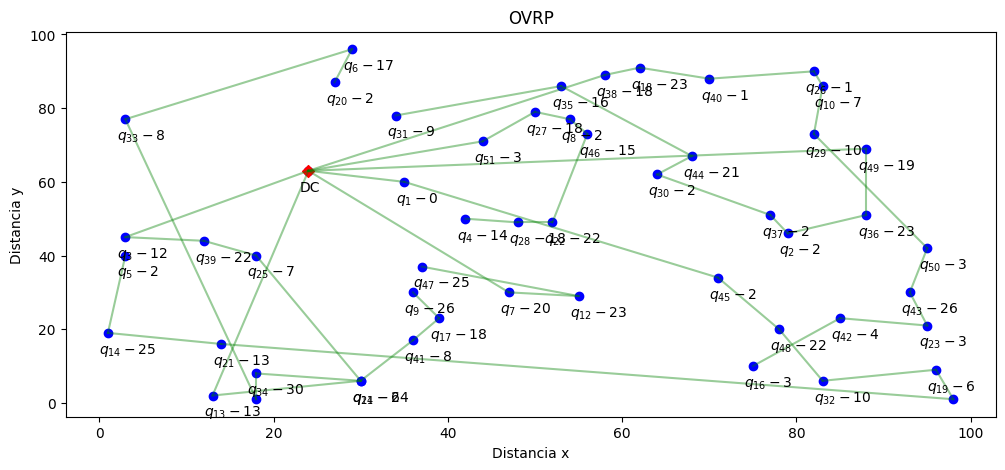 OVRP
100
80
60
40
20
0
Distancia y
q6 − 17
q20 − 2
q33 − 8
q31 − 9
q35 − 16
q38 − 18
q18 − 23
q40 − 1
q26 − 1
q10 − 7
q27 − 18
q8 − 2
q46 − 15
q29 − 10
q51 − 3
q49 − 19
q44 − 21
DC
q30 − 2
q1 − 0
q4 − 14
q28 − 18
q22 − 22
q37 − 2
q36 − 23
q2 − 2
q3 − 12
q39 − 22
q5 − 2
q25 − 7
q50 − 3
q47 − 25
q45 − 2
q9 − 26
q7 − 20
q12 − 23
q43 − 26
q17 − 18
q42 − 4
q23 − 3
q14 − 25
q48 − 22
q41 − 8
q21 − 13
q16 − 3
q19 − 6
q34 − 30
q32 − 10
q13 − 13
0
20
40
60
80
100
Distancia x